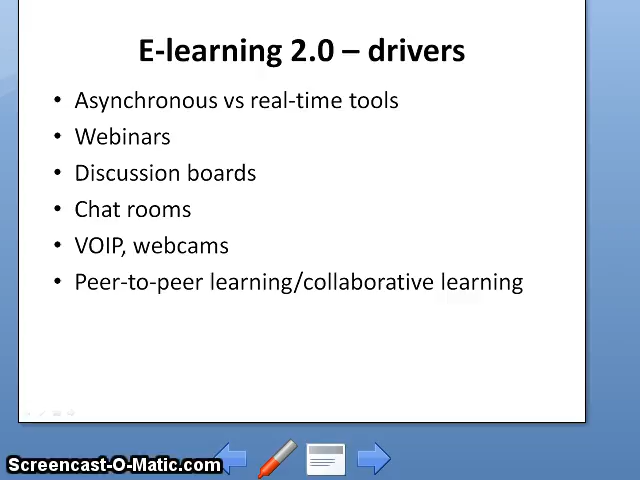 E-learning 2.0 – drivers
• Asynchronous vs real-time tools
• Webinars
• Discussion boards
• Chat rooms
• VOIP, webcams
• Peer-to-peer learning/collaborative learning
Screencast-O-Matic.com